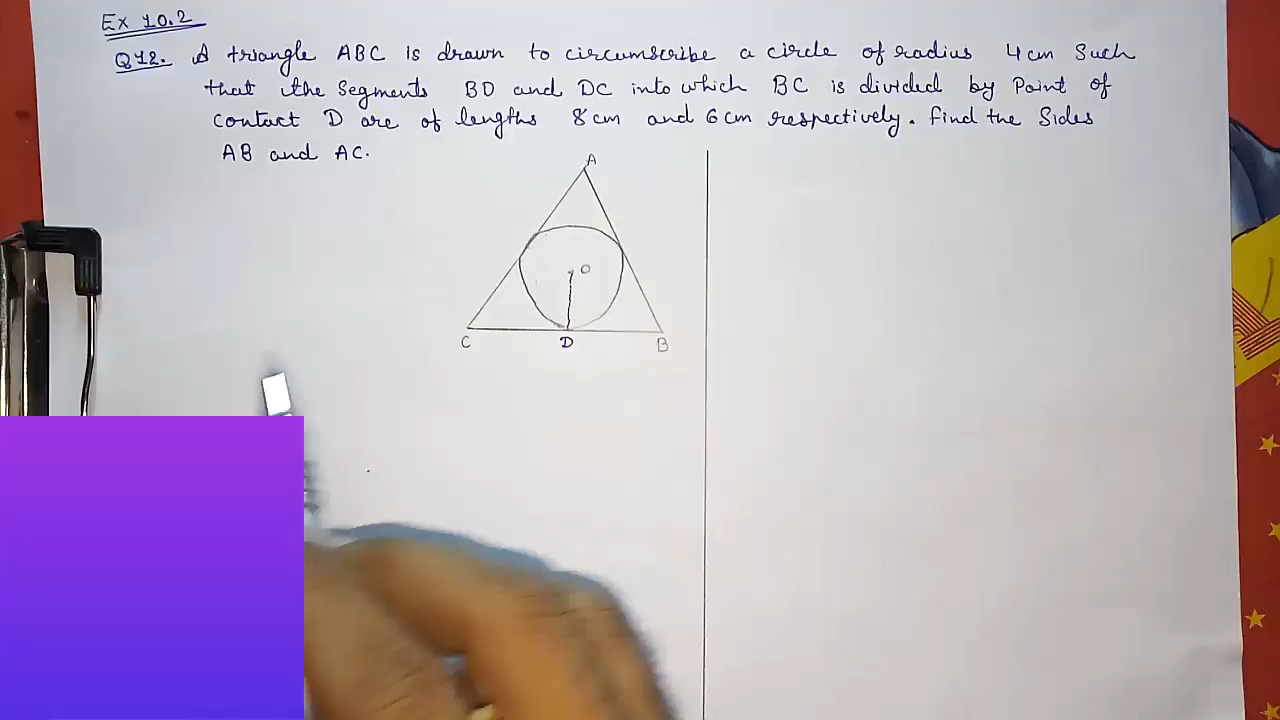 Ex 10.2
Q12. A triangle ABC is drawn to circumscribe a circle of radius 4 cm Such
that the Segments BD and DC into which BC is divided by Point of
contact D are of lengths 8 cm and 6 cm respectively. find the Sides
AB and AC.
A
O
C D B